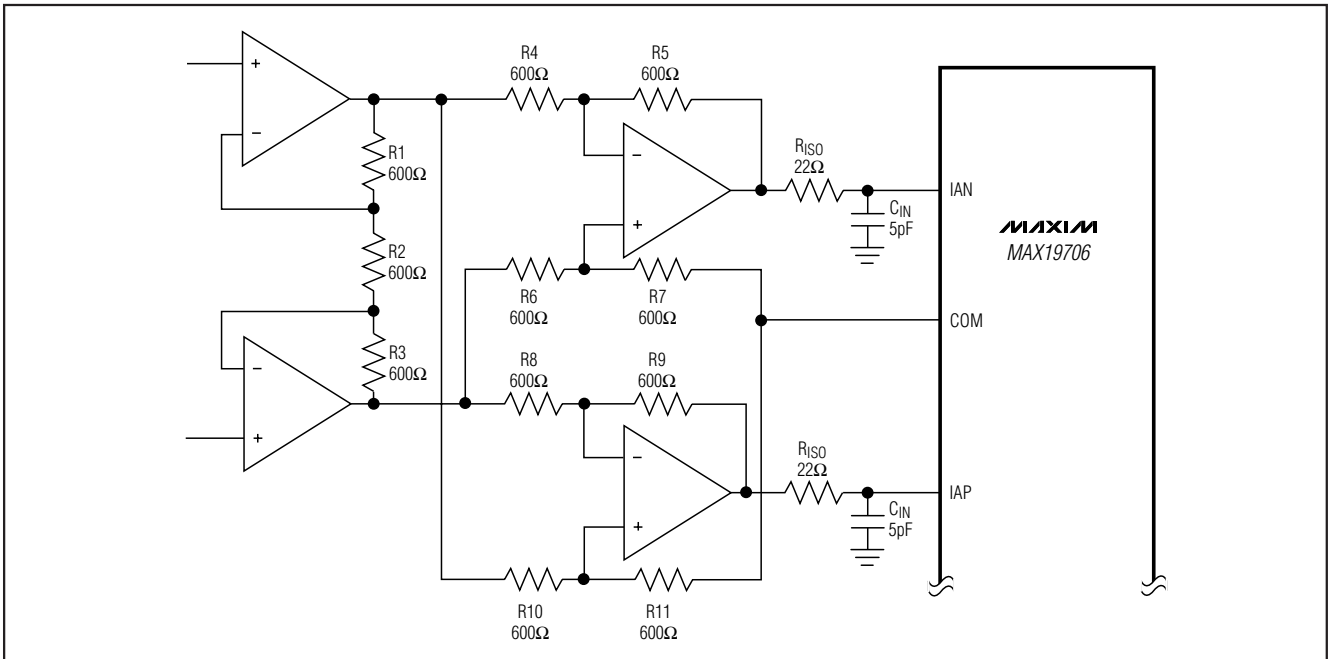 R4
600Ω
R5
600Ω
+
−
R1
600Ω
R2
600Ω
R3
600Ω
−
+
−
+
R6
600Ω
R7
600Ω
RISO
22Ω
CIN
5pF
IAN
MAXIM
MAX19706
COM
R8
600Ω
R9
600Ω
−
+
RISO
22Ω
CIN
5pF
IAP
R10
600Ω
R11
600Ω